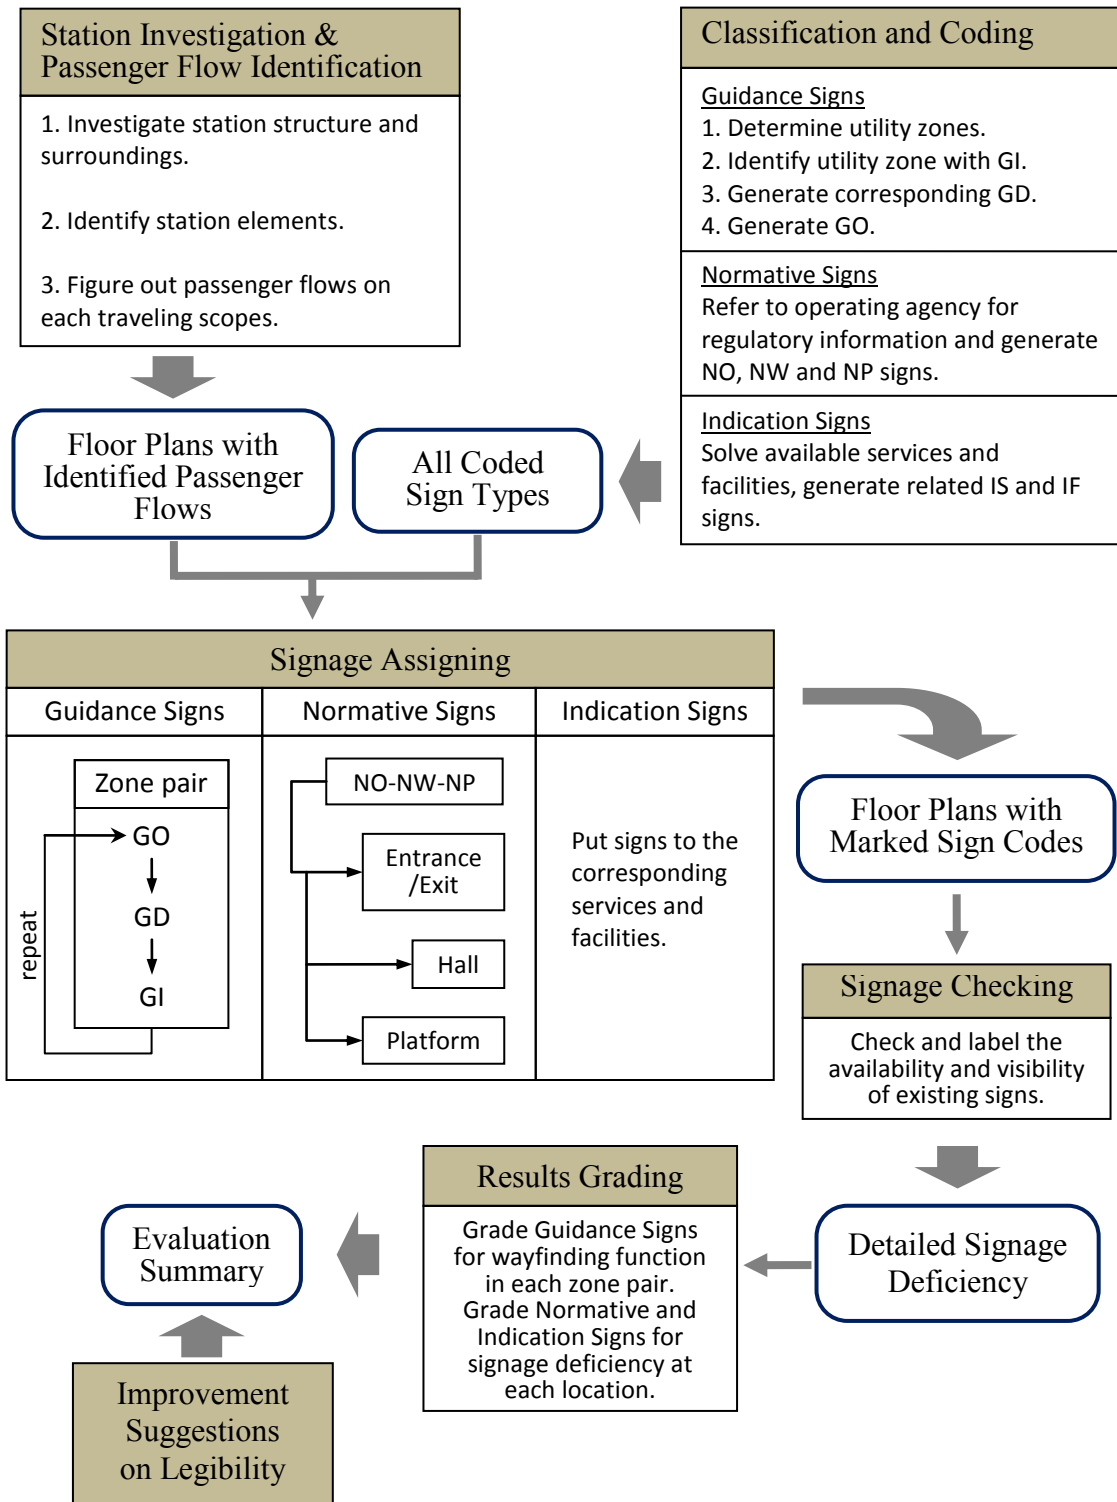 Station Investigation &
Passenger Flow Identification
1. Investigate station structure and
surroundings.
2. Identify station elements.
3. Figure out passenger flows on
each traveling scopes.
Classification and Coding
Guidance Signs
1. Determine utility zones.
2. Identify utility zone with GI.
3. Generate corresponding GD.
4. Generate GO.
Normative Signs
Refer to operating agency for
regulatory information and generate
NO, NW and NP signs.
Indication Signs
Solve available services and
facilities, generate related IS and IF
signs.
Floor Plans with
Identified Passenger
Flows
All Coded
Sign Types
Signage Assigning
Guidance Signs
Normative Signs
Indication Signs
Zone pair
GO
GD
GI
repeat
NO-NW-NP
Entrance
/Exit
Hall
Platform
Put signs to the
corresponding
services and
facilities.
Floor Plans with
Marked Sign Codes
Signage Checking
Check and label the
availability and visibility
of existing signs.
Detailed Signage
Deficiency
Results Grading
Grade Guidance Signs
for wayfinding function
in each zone pair.
Grade Normative and
Indication Signs for
signage deficiency at
each location.
Evaluation
Summary
Improvement
Suggestions
on Legibility